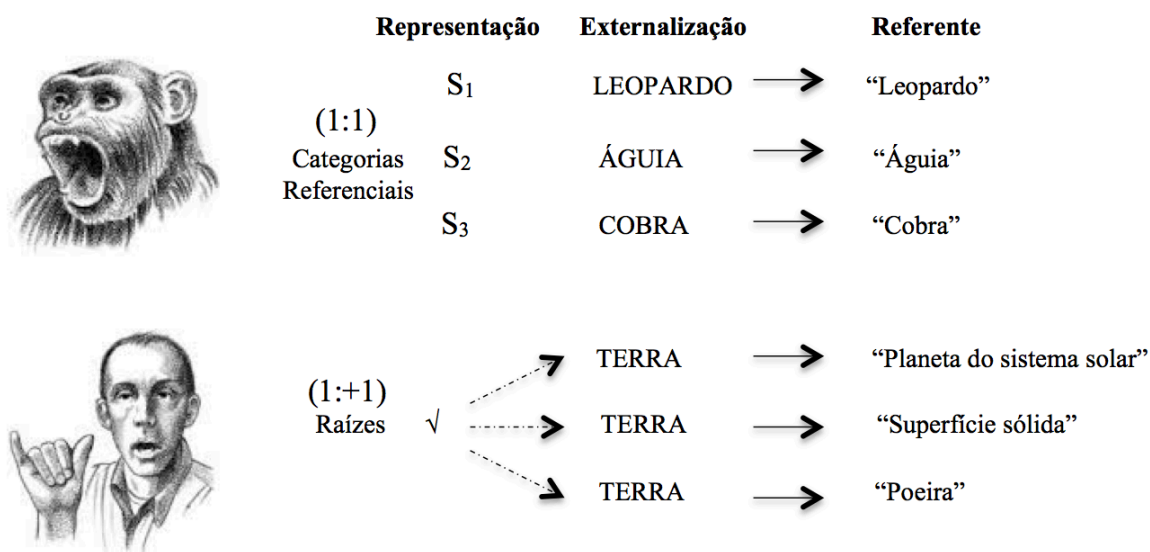 Representação Externalização Referente
S₁ LEOPARDO “Leopardo”
(1:1)
Categorias
Referenciais
S₂ ÁGUIA “Águia”
S₃ COBRA “Cobra”
TERRA “Planeta do sistema solar”
(1:+1)
Raízes √ TERRA “Superfície sólida”
TERRA “Poeira”